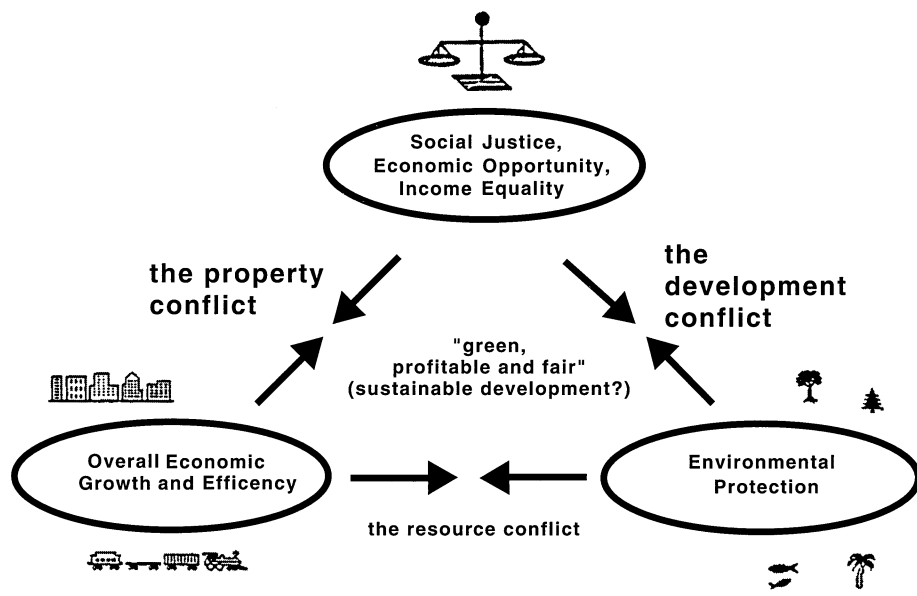 Social Justice,
Economic Opportunity,
Income Equality
the property
conflict
the
development
conflict
"green,
profitable and fair"
(sustainable development?)
Overall Economic
Growth and Efficency
Environmental
Protection
the resource conflict